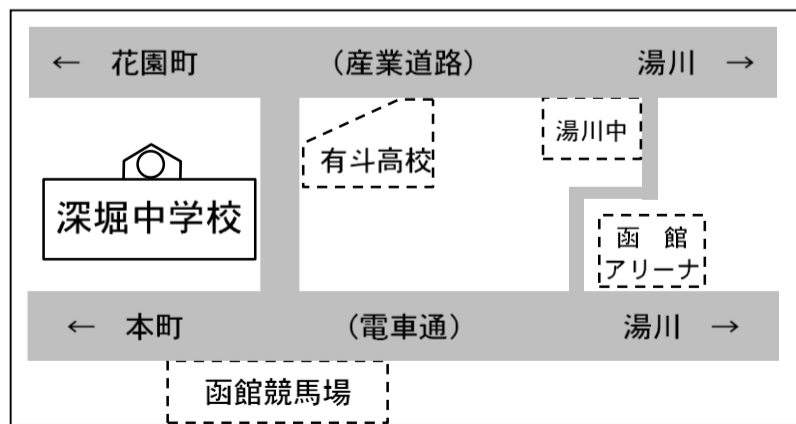 ← 花園町 （産業道路） 湯川 →
湯川中
有斗高校
深堀中学校
函 館
アリーナ
← 本町 （電車通） 湯川 →
函館競馬場